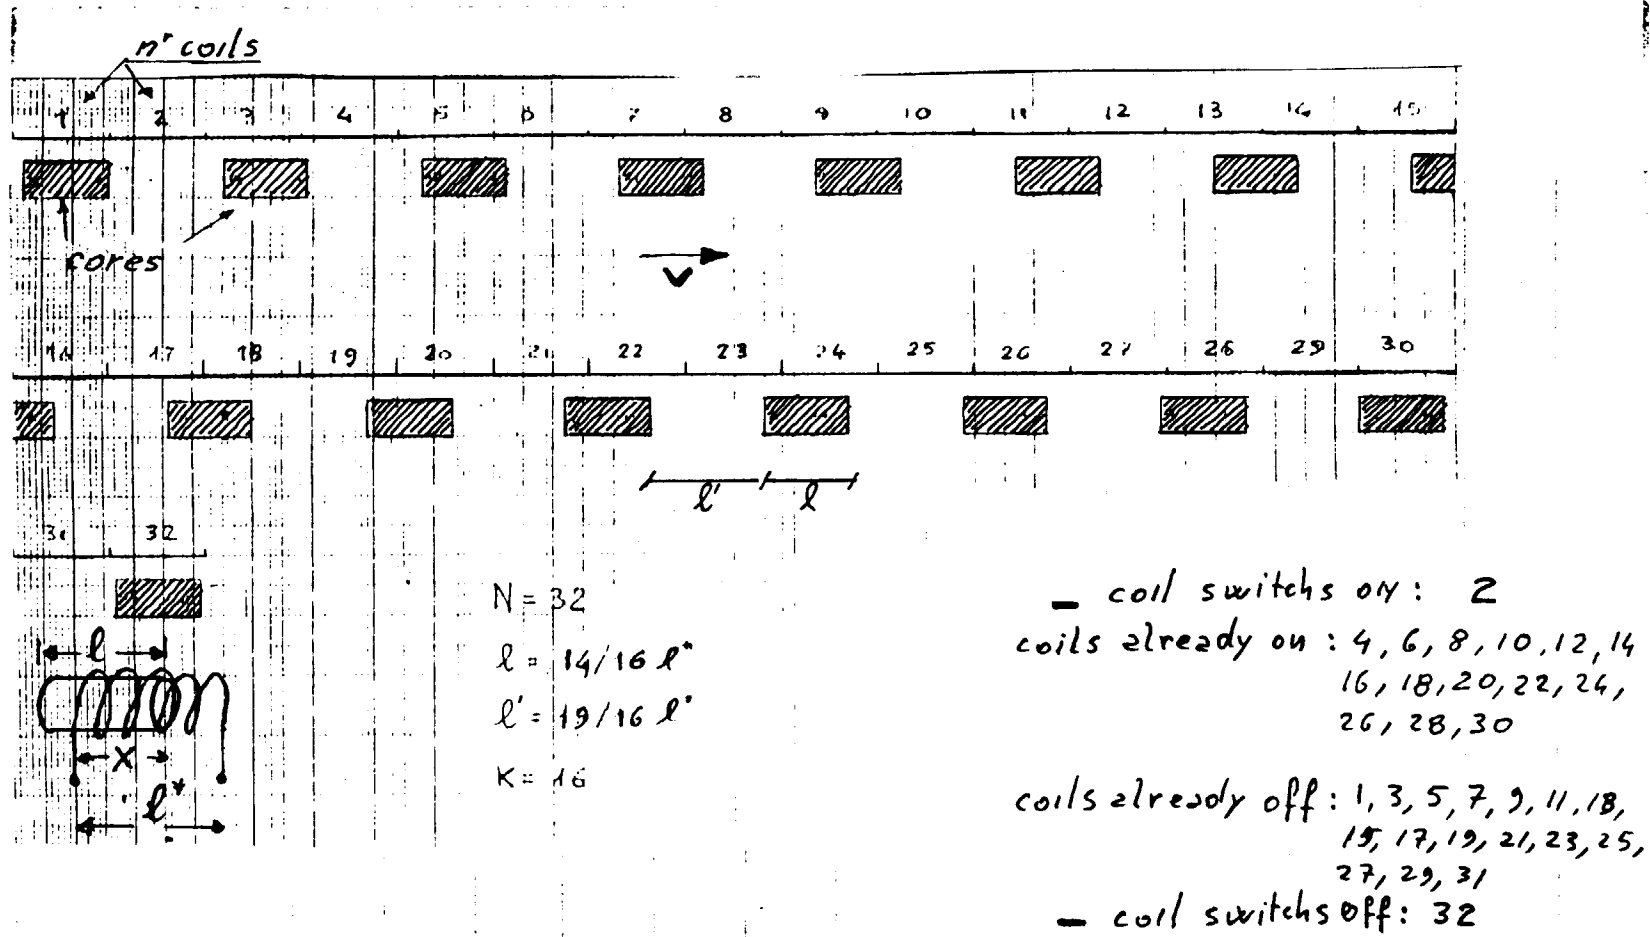 nʳ coils
1 2 3 4 5 6 7 8 9 10 11 12 13 14 15
cores
V
16 17 18 19 20 21 22 23 24 25 26 27 28 29 30
l' l
31 32
l
X
l*
N = 32
l = 14/16 l*
l' = 19/16 l*
K = 16
– coil switchs on : 2
coils already on : 4, 6, 8, 10, 12, 14
16, 18, 20, 22, 24,
26, 28, 30
coils already off : 1, 3, 5, 7, 9, 11, 13,
15, 17, 19, 21, 23, 25,
27, 29, 31
– coil switchs off : 32